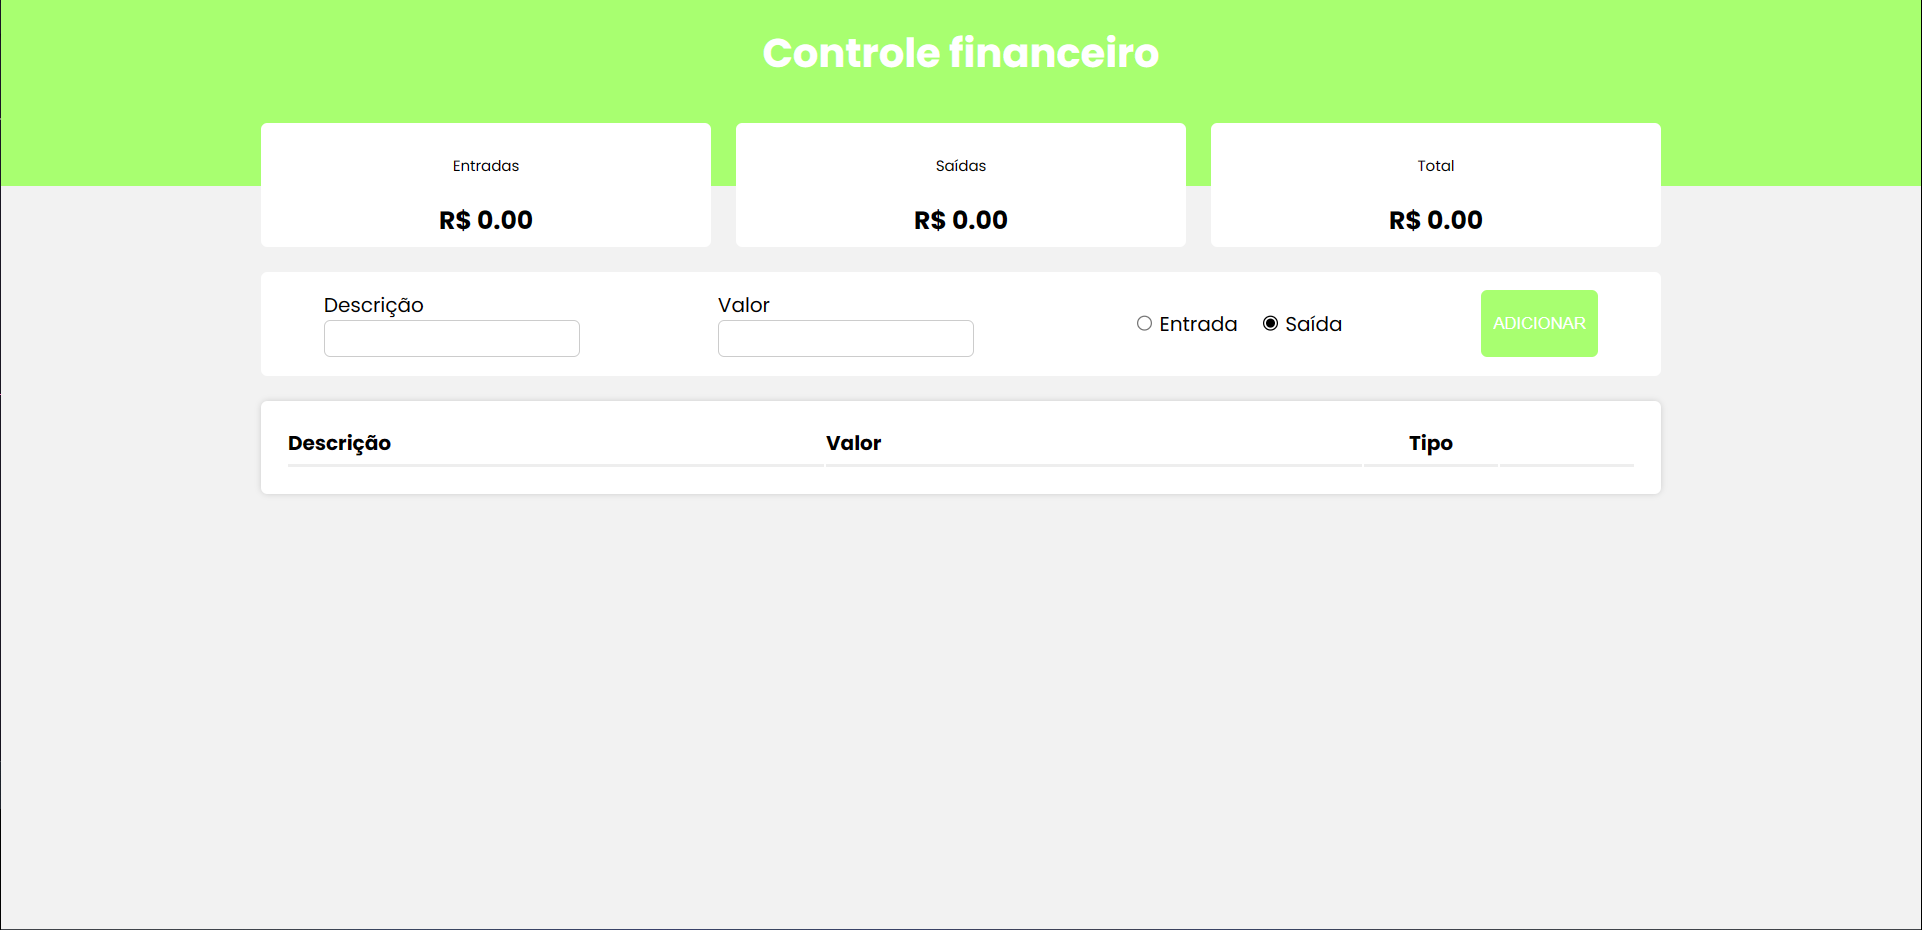 Controle financeiro
Entradas
R$ 0.00
Saídas
R$ 0.00
Total
R$ 0.00
Descrição
Valor
Entrada
Saída
ADICIONAR
Descrição Valor Tipo